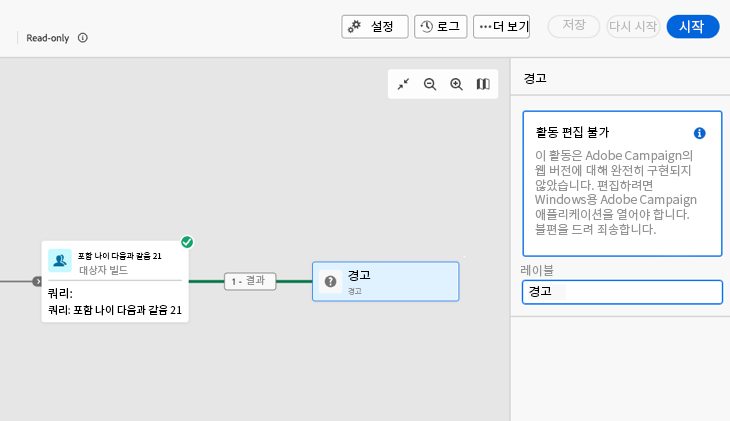 Read-only
설정
로그
더 보기
저장
다시 시작
시작
경고
활동 편집 불가
이 활동은 Adobe Campaign의
웹 버전에 대해 완전히 구현되지
않았습니다. 편집하려면
Windows용 Adobe Campaign
애플리케이션을 열어야 합니다.
불편을 드려 죄송합니다.
레이블
경고
포함 나이 다음과 같음 21
대상자 빌드
쿼리:
쿼리: 포함 나이 다음과 같음 21
1 - 결과
경고
경고